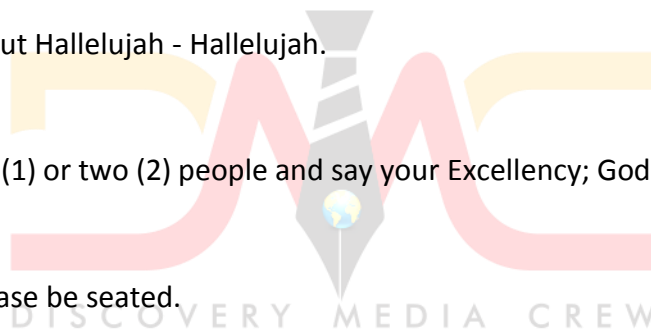 ut Hallelujah - Hallelujah.
(1) or two (2) people and say your Excellency; God
ase be seated.
DISCOVERY MEDIA CREW